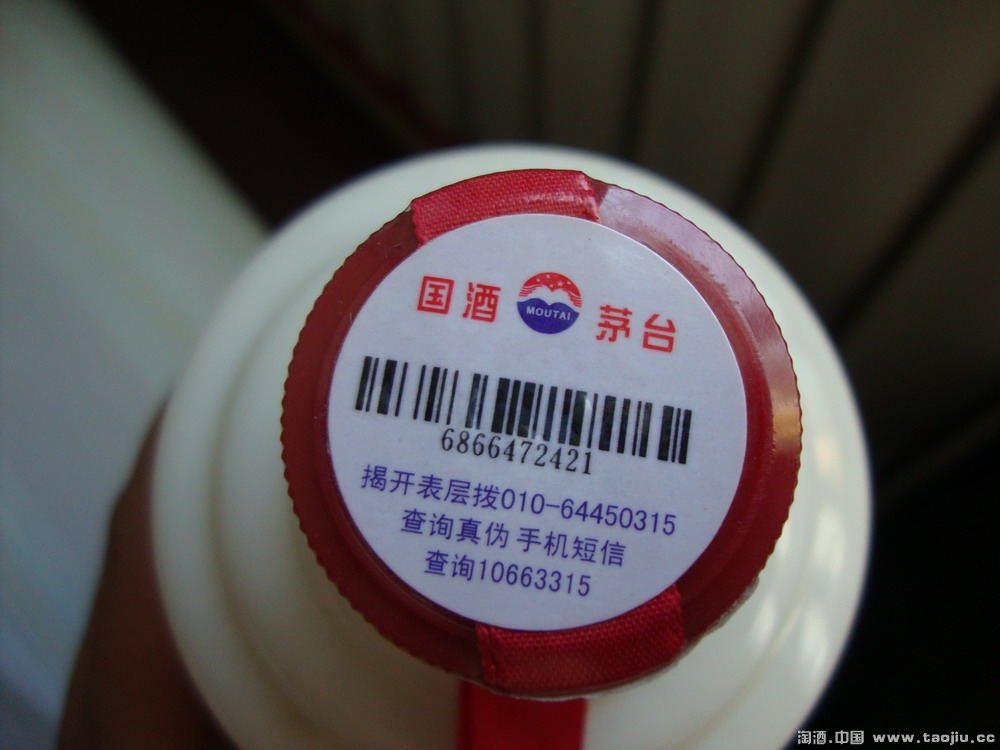 国酒 MOUTAI 茅台
6866472421
揭开表层拨010-64450315
查询真伪 手机短信
查询10663315
淘酒.中国 www.taojiu.cc